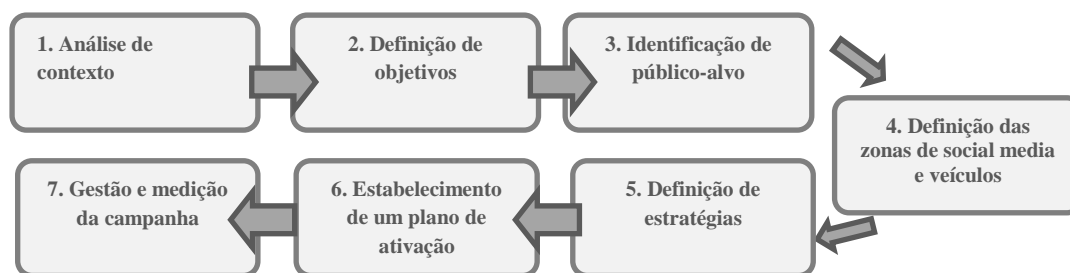 1. Análise de
contexto
2. Definição de
objetivos
3. Identificação de
público-alvo
4. Definição das
zonas de social media
e veículos
5. Definição de
estratégias
6. Estabelecimento
de um plano de
ativação
7. Gestão e medição
da campanha